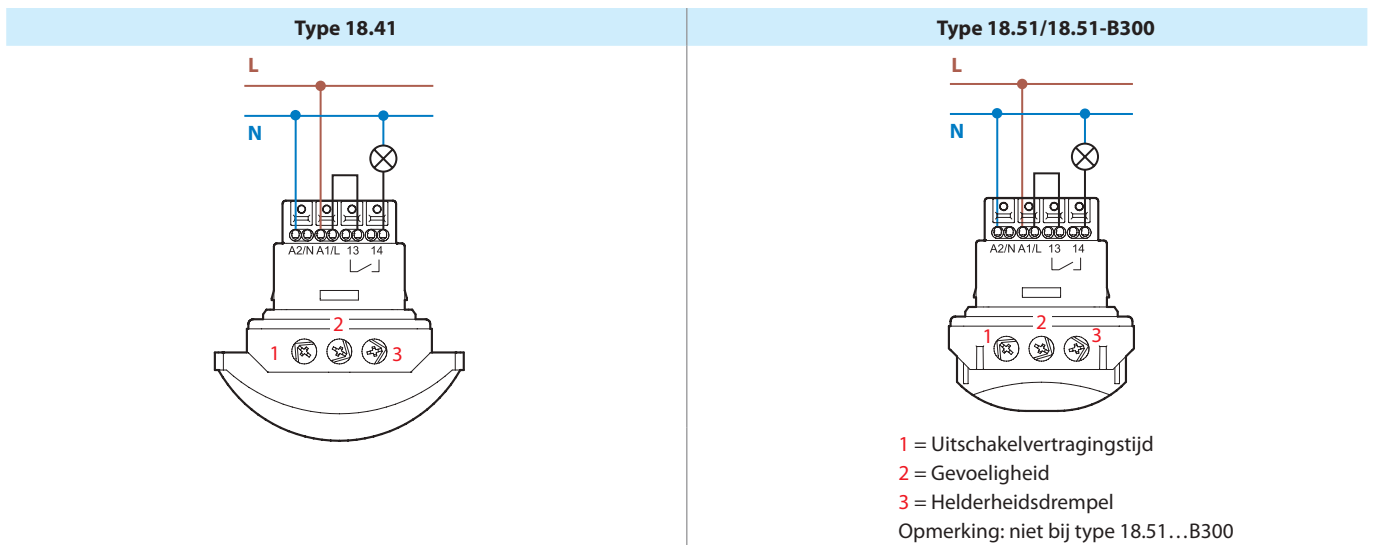 Type 18.41
L
N
A2/N A1/L 13 14
2
1
3
Type 18.51/18.51-B300
L
N
A2/N A1/L 13 14
2
1
3
1 = Uitschakelvertragingstijd
2 = Gevoeligheid
3 = Helderheidsdrempel
Opmerking: niet bij type 18.51…B300